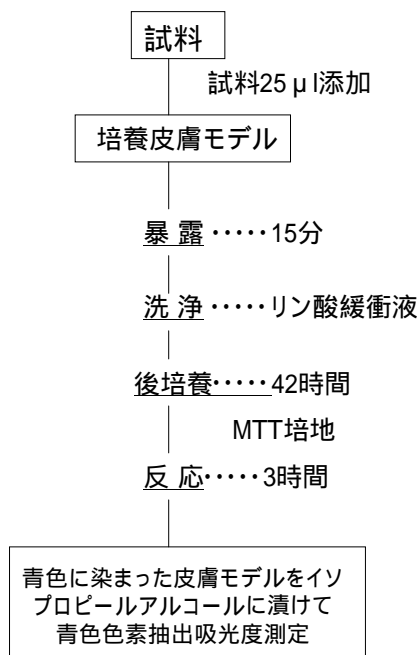 試料
試料25μl添加
培養皮膚モデル
暴 露・・・・・15分
洗 浄・・・・・リン酸緩衝液
後培養・・・・・42時間
MTT培地
反 応・・・・・3時間
青色に染まった皮膚モデルをイソ
プロピールアルコールに漬けて
青色色素抽出吸光度測定